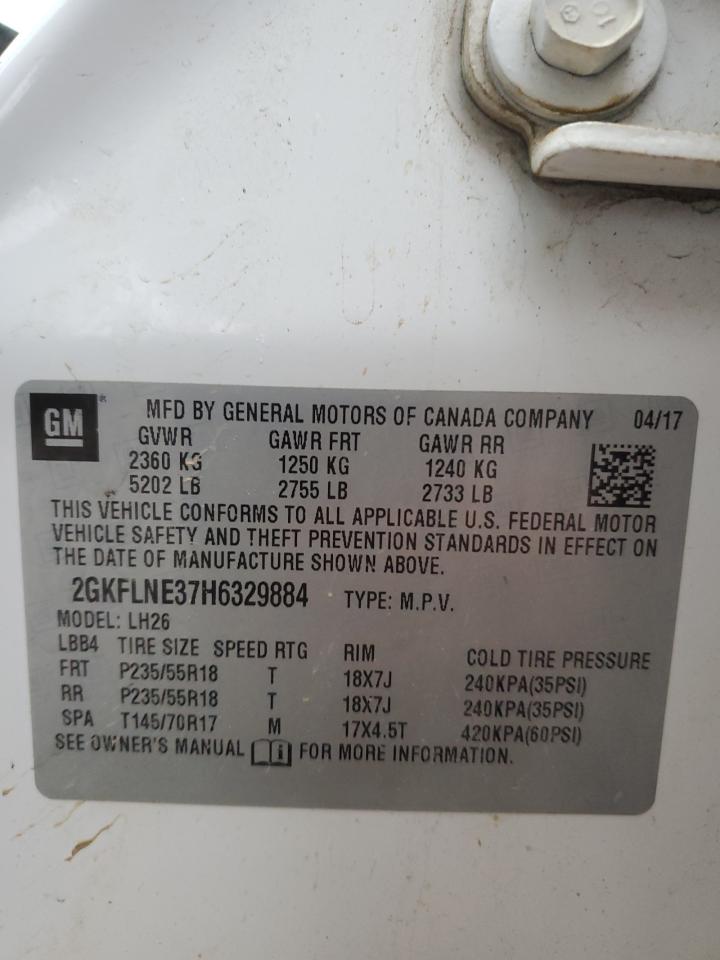 10
GM®
MFD BY GENERAL MOTORS OF CANADA COMPANY 04/17
GVWR GAWR FRT GAWR RR
2360 KG 1250 KG 1240 KG
5202 LB 2755 LB 2733 LB
THIS VEHICLE CONFORMS TO ALL APPLICABLE U.S. FEDERAL MOTOR
VEHICLE SAFETY AND THEFT PREVENTION STANDARDS IN EFFECT ON
THE DATE OF MANUFACTURE SHOWN ABOVE.
2GKFLNE37H6329884 TYPE: M.P.V.
MODEL: LH26
LBB4 TIRE SIZE SPEED RTG RIM COLD TIRE PRESSURE
FRT P235/55R18 T 18X7J 240KPA(35PSI)
RR P235/55R18 T 18X7J 240KPA(35PSI)
SPA T145/70R17 M 17X4.5T 420KPA(60PSI)
SEE OWNER'S MANUAL i FOR MORE INFORMATION.